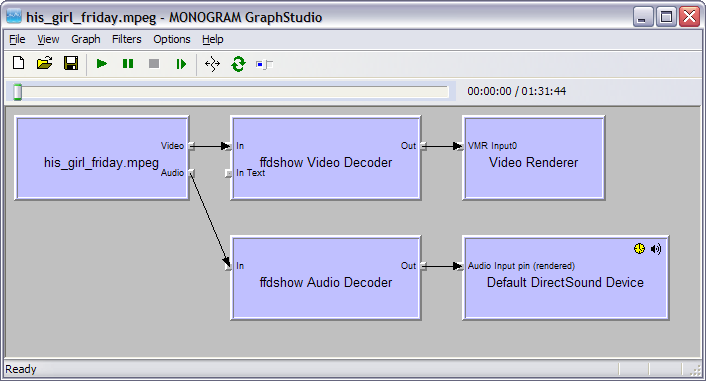 his_girl_friday.mpeg - MONOGRAM GraphStudio
File View Graph Filters Options Help
00:00:00 / 01:31:44
Video
his_girl_friday.mpeg
Audio
In
Out
ffdshow Video Decoder
In Text
VMR Input0
Video Renderer
In
Out
ffdshow Audio Decoder
Audio Input pin (rendered)
Default DirectSound Device
Ready